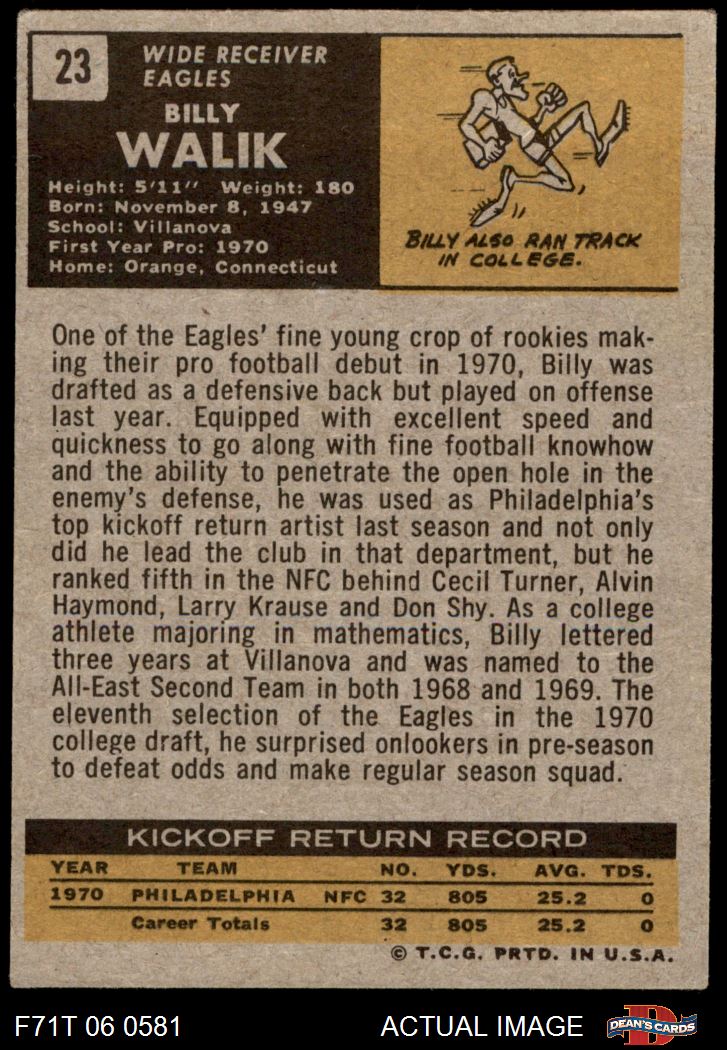 23
WIDE RECEIVER
EAGLES
BILLY
WALIK
Height: 5'11" Weight: 180
Born: November 8, 1947
School: Villanova
First Year Pro: 1970
Home: Orange, Connecticut
BILLY ALSO RAN TRACK
IN COLLEGE.
One of the Eagles' fine young crop of rookies mak-
ing their pro football debut in 1970, Billy was
drafted as a defensive back but played on offense
last year. Equipped with excellent speed and
quickness to go along with fine football knowhow
and the ability to penetrate the open hole in the
enemy's defense, he was used as Philadelphia's
top kickoff return artist last season and not only
did he lead the club in that department, but he
ranked fifth in the NFC behind Cecil Turner, Alvin
Haymond, Larry Krause and Don Shy. As a college
athlete majoring in mathematics, Billy lettered
three years at Villanova and was named to the
All-East Second Team in both 1968 and 1969. The
eleventh selection of the Eagles in the 1970
college draft, he surprised onlookers in pre-season
to defeat odds and make regular season squad.
KICKOFF RETURN RECORD
YEAR TEAM NO. YDS. AVG. TDS.
1970 PHILADELPHIA NFC 32 805 25.2 0
Career Totals 32 805 25.2 0
© T.C.G. PRTD. IN U.S.A.
F71T 06 0581 ACTUAL IMAGE D DEAN'S CARDS